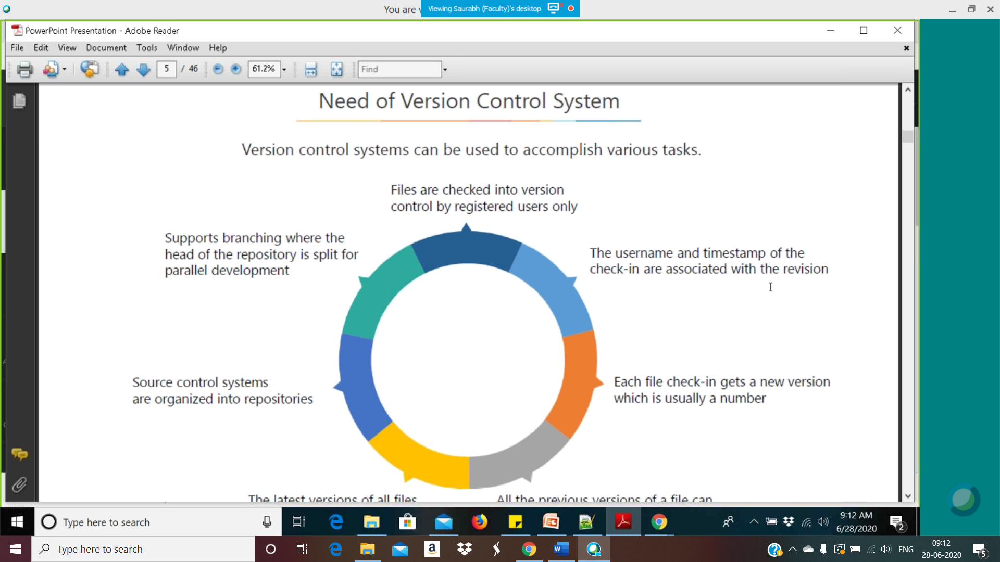 You are
Viewing Saurabh (Faculty)'s desktop
PowerPoint Presentation - Adobe Reader
File Edit View Document Tools Window Help
5 / 46 61.2% Find
Need of Version Control System
Version control systems can be used to accomplish various tasks.
Files are checked into version
control by registered users only
Supports branching where the
head of the repository is split for
parallel development
The username and timestamp of the
check-in are associated with the revision
Source control systems
are organized into repositories
Each file check-in gets a new version
which is usually a number
The latest versions of all files
All the previous versions of a file can
Type here to search
9:12 AM
6/28/2020
2
Type here to search
ENG
09:12
28-06-2020
5